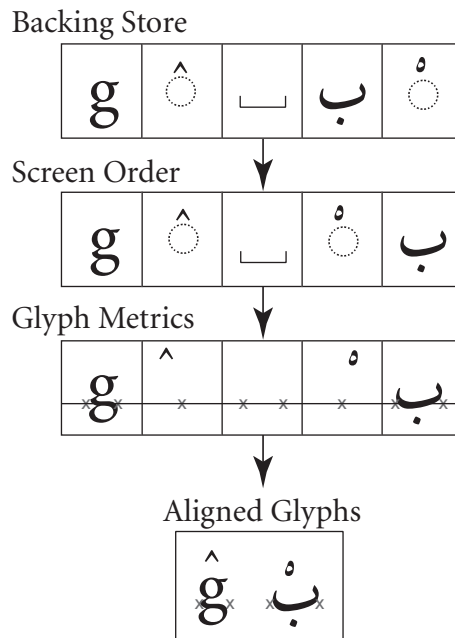 Backing Store
g ◌̂ ⎵ ب ◌ْ
Screen Order
g ◌̂ ⎵ ◌ْ ب
Glyph Metrics
g ^ ْ ب
x x x x x x x x
Aligned Glyphs
ĝ بْ
x x x x